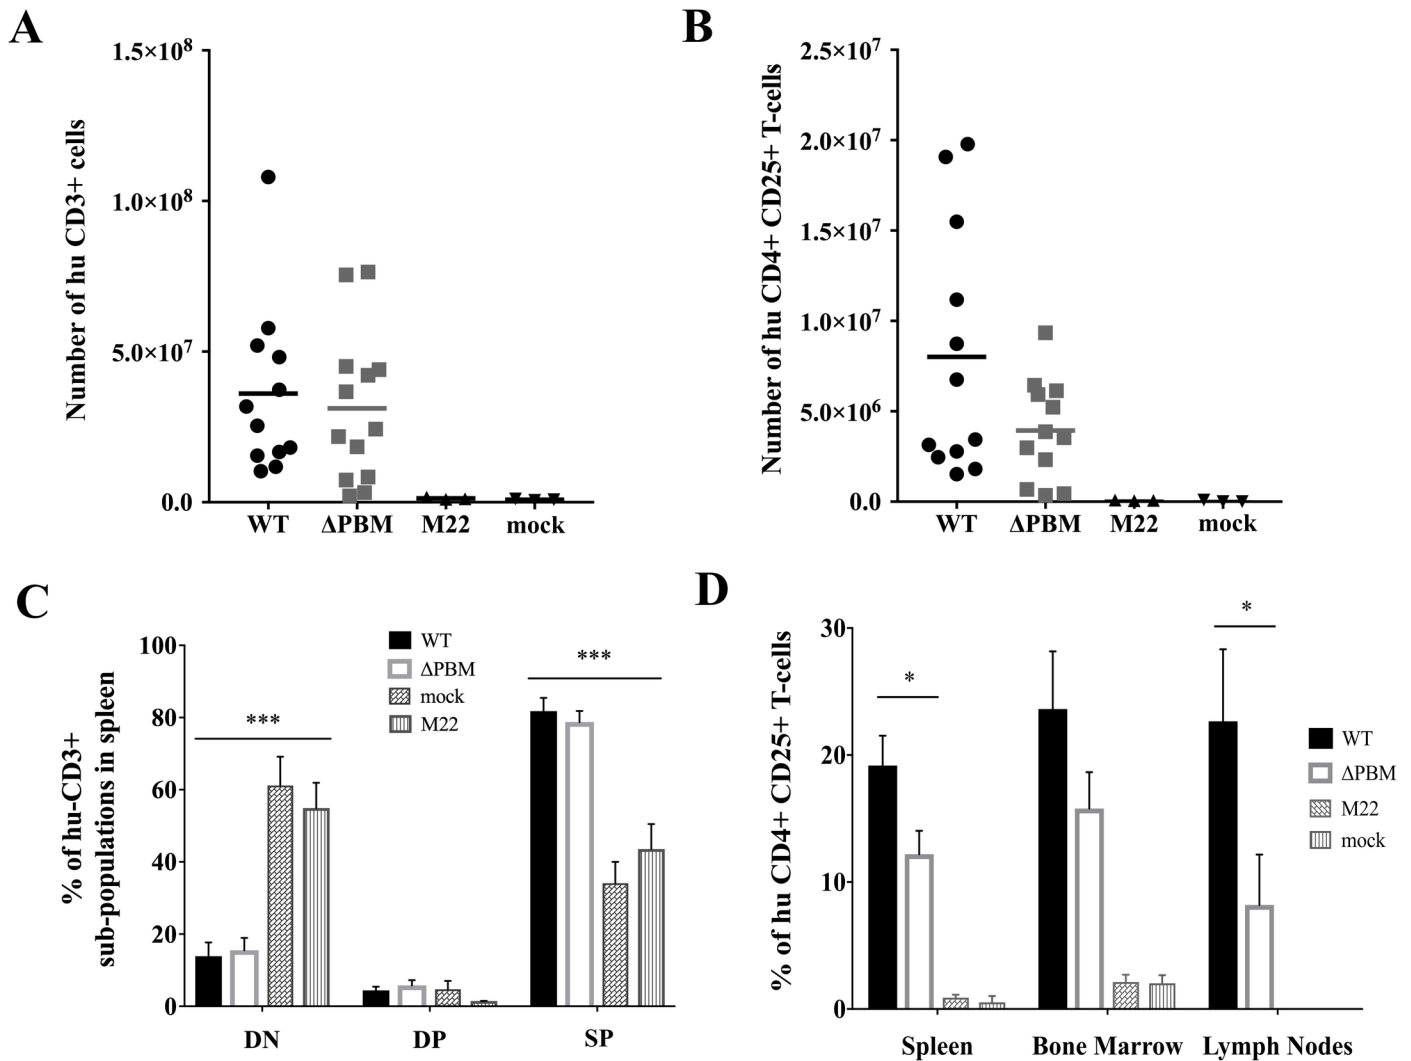 A
Number of hu CD3+ cells
1.5×10⁸
1.0×10⁸
5.0×10⁷
0.0
WT ΔPBM M22 mock
B
Number of hu CD4+ CD25+ T-cells
2.5×10⁷
2.0×10⁷
1.5×10⁷
1.0×10⁷
5.0×10⁶
0.0
WT ΔPBM M22 mock
C
% of hu-CD3+
sub-populations in spleen
100
80
60
40
20
0
WT
ΔPBM
mock
M22
***
***
DN DP SP
D
% of hu CD4+ CD25+ T-cells
30
20
10
0
*
*
WT
ΔPBM
M22
mock
Spleen Bone Marrow Lymph Nodes